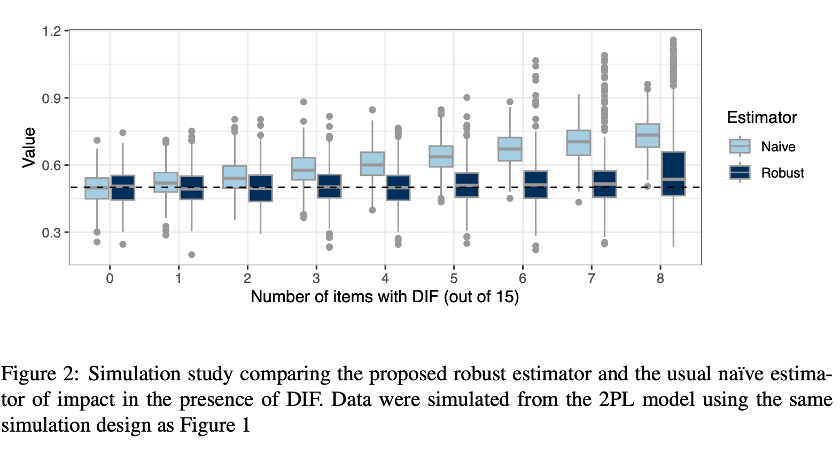 1.2
0.9
0.6
0.3
Value
0 1 2 3 4 5 6 7 8
Number of items with DIF (out of 15)
Estimator
Naive
Robust
Figure 2: Simulation study comparing the proposed robust estimator and the usual naïve estima-
tor of impact in the presence of DIF. Data were simulated from the 2PL model using the same
simulation design as Figure 1